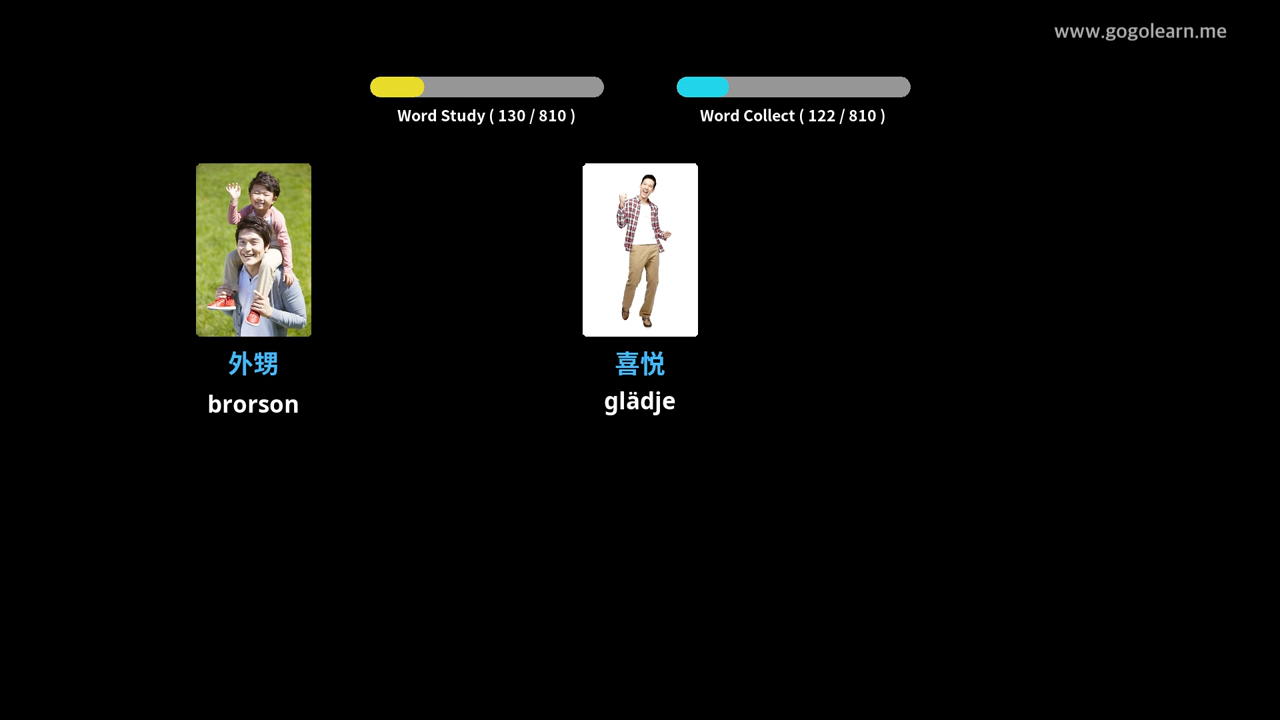 www.gogolearn.me
Word Study ( 130 / 810 )
Word Collect ( 122 / 810 )
外甥
brorson
喜悦
glädje